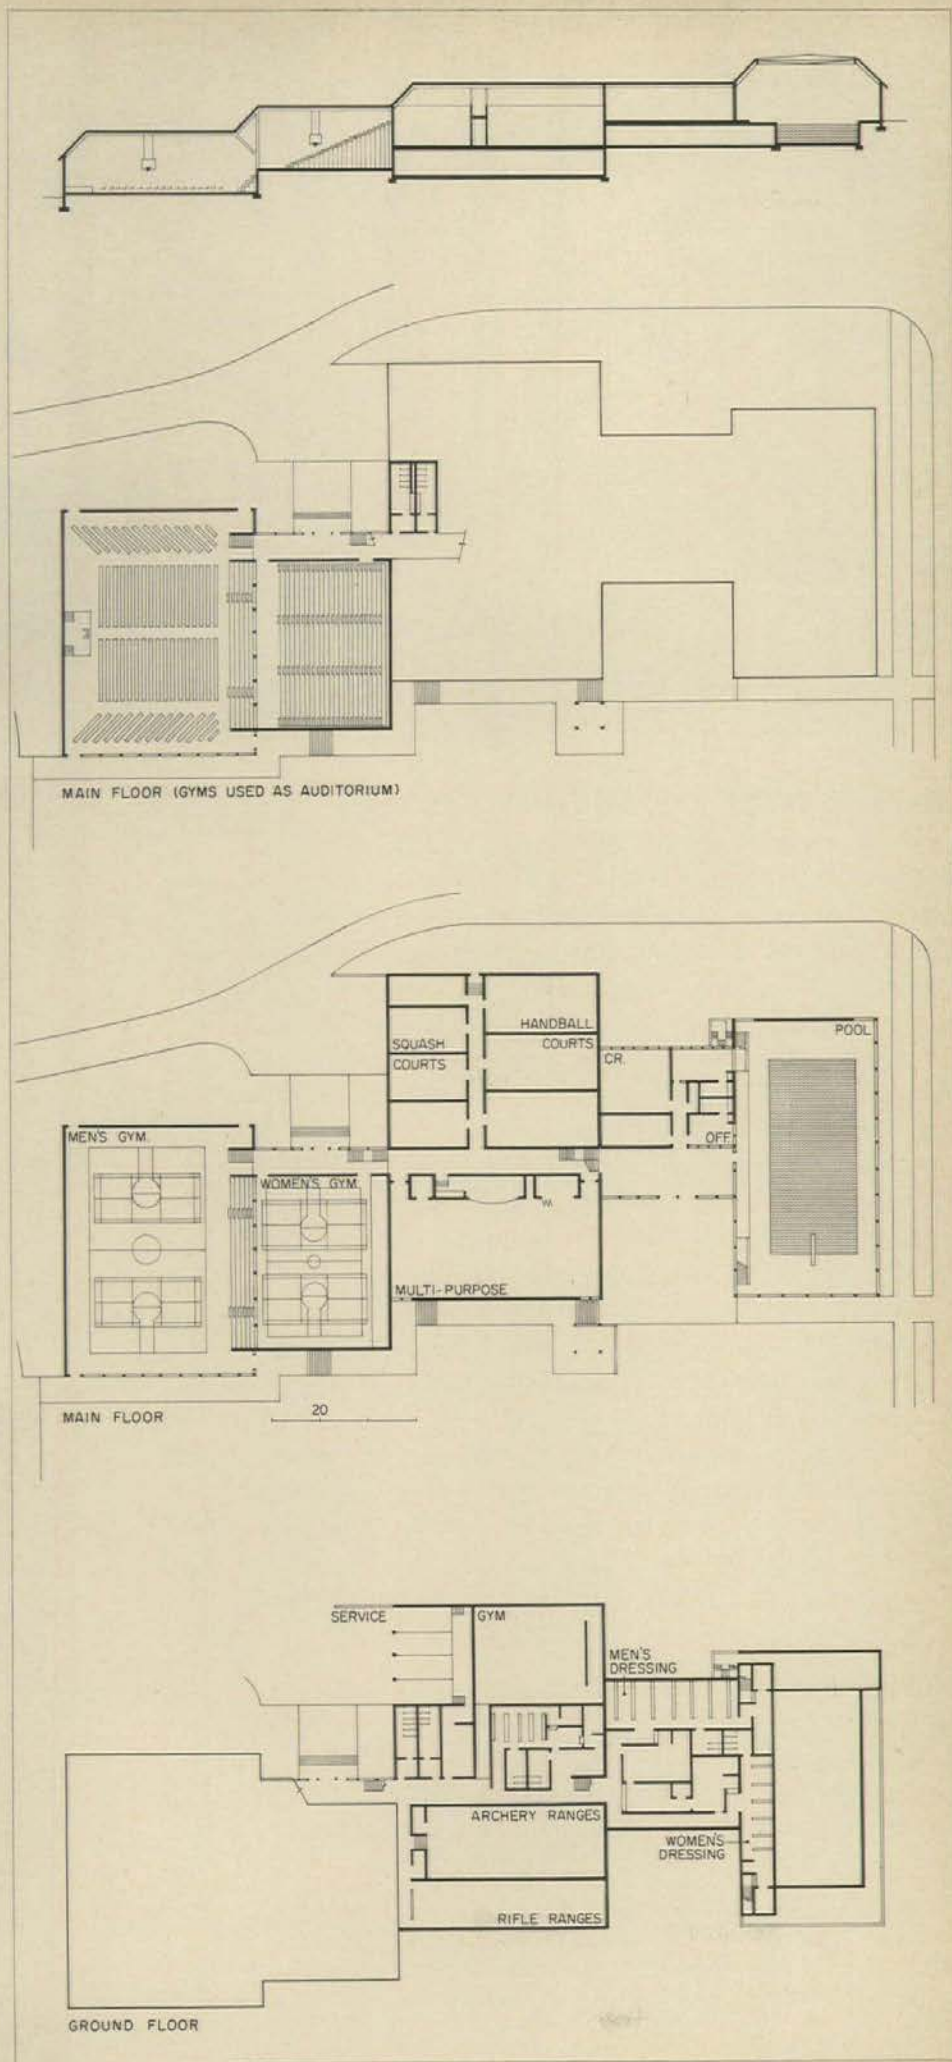 MAIN FLOOR (GYMS USED AS AUDITORIUM)
HANDBALL
COURTS
POOL
SQUASH
COURTS
CR.
MEN'S GYM.
OFF.
WOMEN'S GYM.
MULTI-PURPOSE
MAIN FLOOR
20
SERVICE
GYM
MEN'S
DRESSING
ARCHERY RANGES
WOMEN'S
DRESSING
RIFLE RANGES
GROUND FLOOR